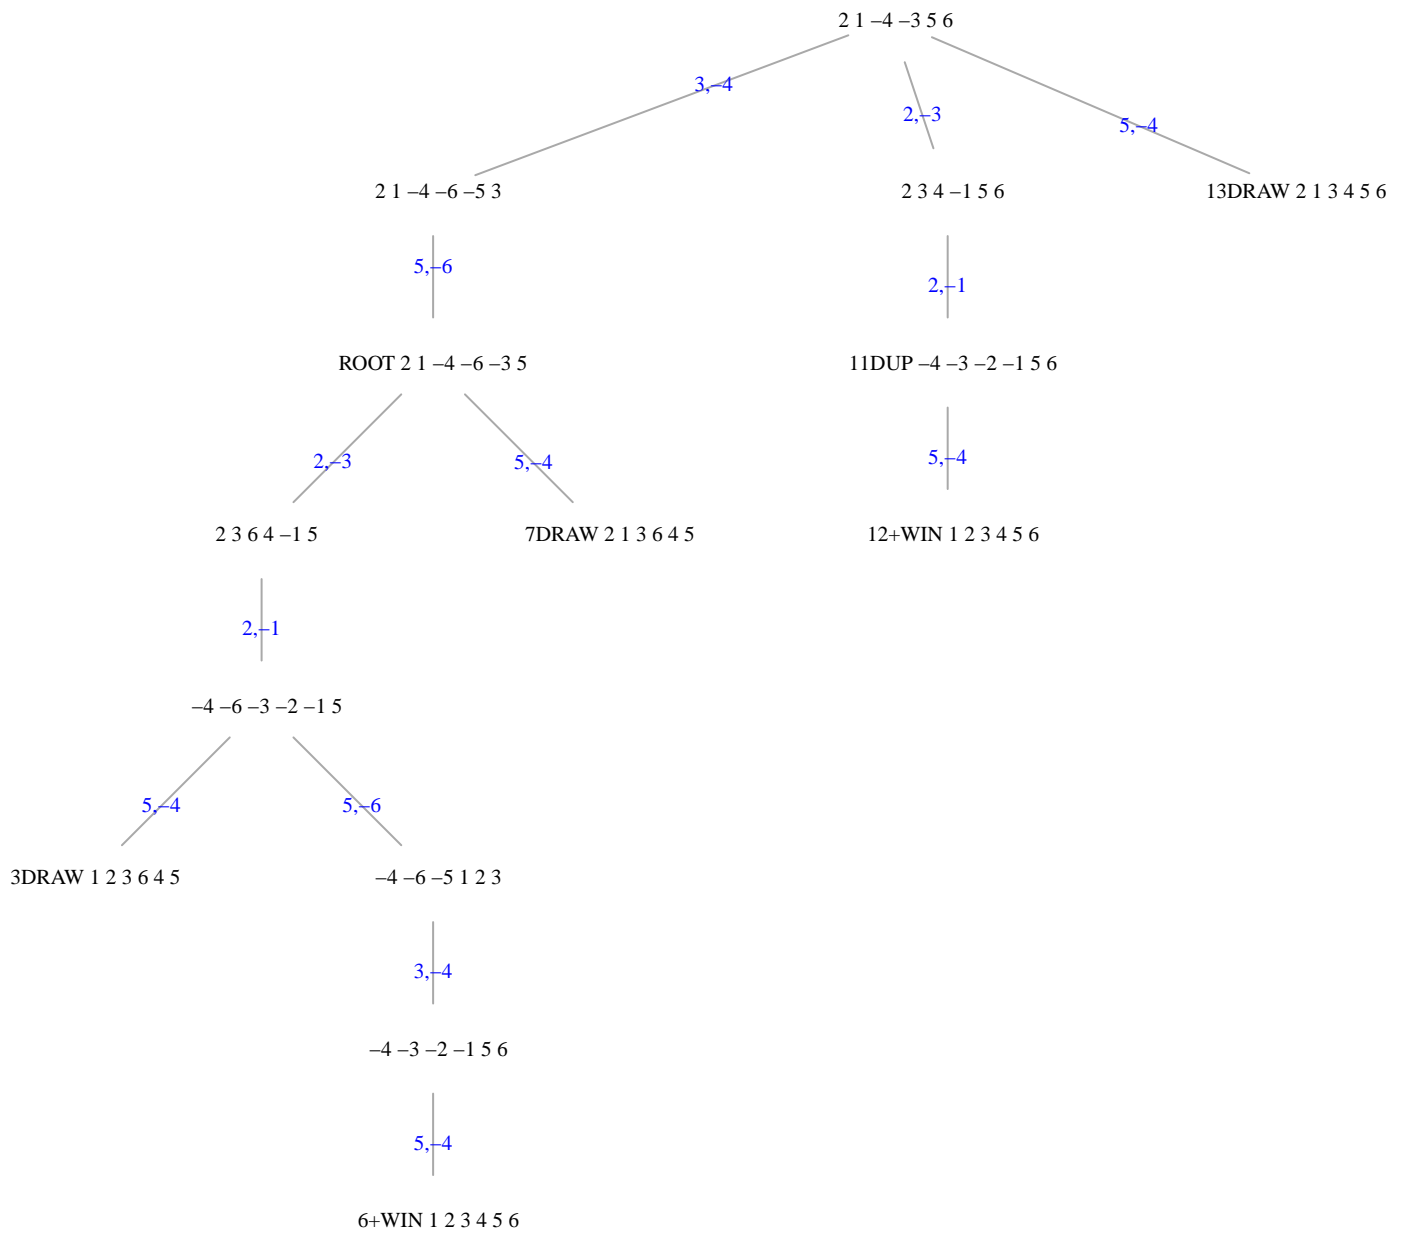 2 1 –4 –3 5 6
3,–4
2,–3
5,–4
2 1 –4 –6 –5 3
2 3 4 –1 5 6
13DRAW 2 1 3 4 5 6
5,–6
2,–1
ROOT 2 1 –4 –6 –3 5
11DUP –4 –3 –2 –1 5 6
2,–3
5,–4
5,–4
2 3 6 4 –1 5
7DRAW 2 1 3 6 4 5
12+WIN 1 2 3 4 5 6
2,–1
–4 –6 –3 –2 –1 5
5,–4
5,–6
3DRAW 1 2 3 6 4 5
–4 –6 –5 1 2 3
3,–4
–4 –3 –2 –1 5 6
5,–4
6+WIN 1 2 3 4 5 6